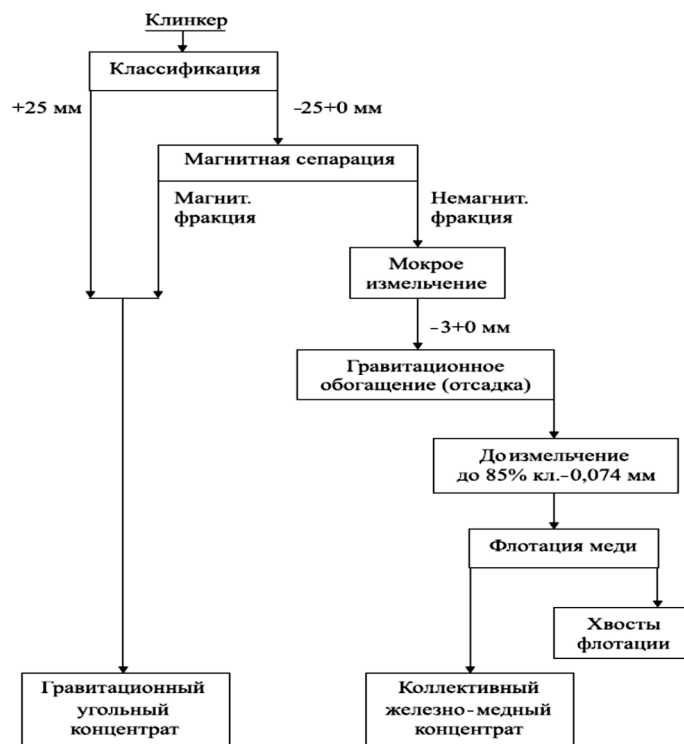 Клинкер
Классификация
+25 мм
-25+0 мм
Магнитная сепарация
Магнит.
фракция
Немагнит.
фракция
Мокрое
измельчение
-3+0 мм
Гравитационное
обогащение (отсадка)
До измельчение
до 85% кл.-0,074 мм
Флотация меди
Хвосты
флотации
Гравитационный
угольный
концентрат
Коллективный
железно-медный
концентрат